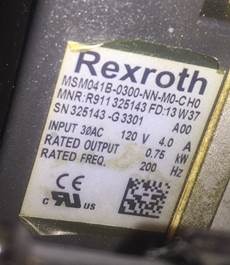 Rexroth
MSM041B-0300-NN-M0-CH0
MNR: R911325143 FD: 13W37
SN 325143-G3301 A00
INPUT 3ØAC 120 V 4.0 A
RATED OUTPUT 0.75 kW
RATED FREQ. 200 Hz
CE
c UL us